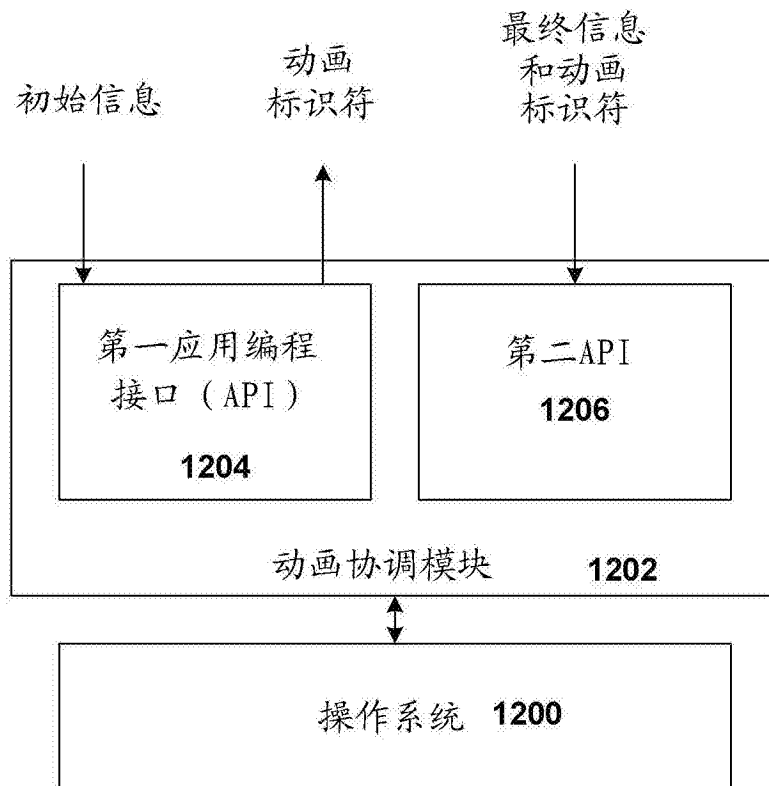 初始信息
动画
标识符
最终信息
和动画
标识符
第一应用编程
接口（API）
1204
第二API
1206
动画协调模块 1202
操作系统 1200